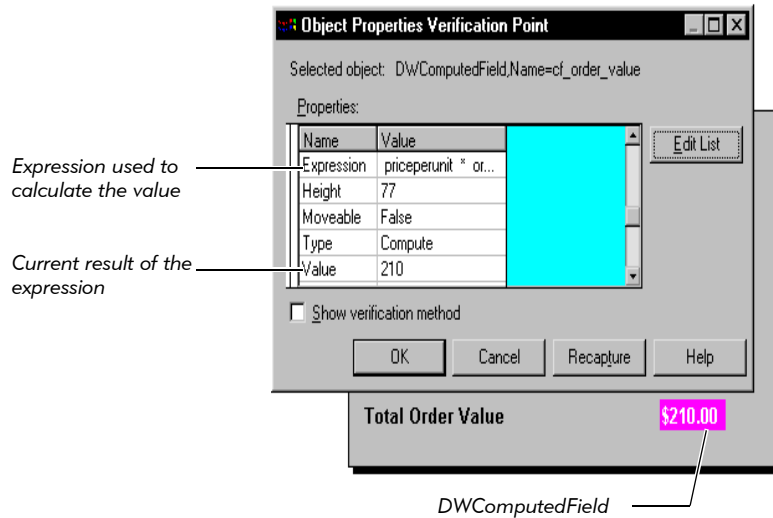 Object Properties Verification Point
Selected object: DWComputedField,Name=cf_order_value
Properties:
Name Value
Expression priceperunit * or...
Height 77
Moveable False
Type Compute
Value 210
Edit List
Show verification method
OK Cancel Recapture Help
Expression used to
calculate the value
Current result of the
expression
Total Order Value $210.00
DWComputedField